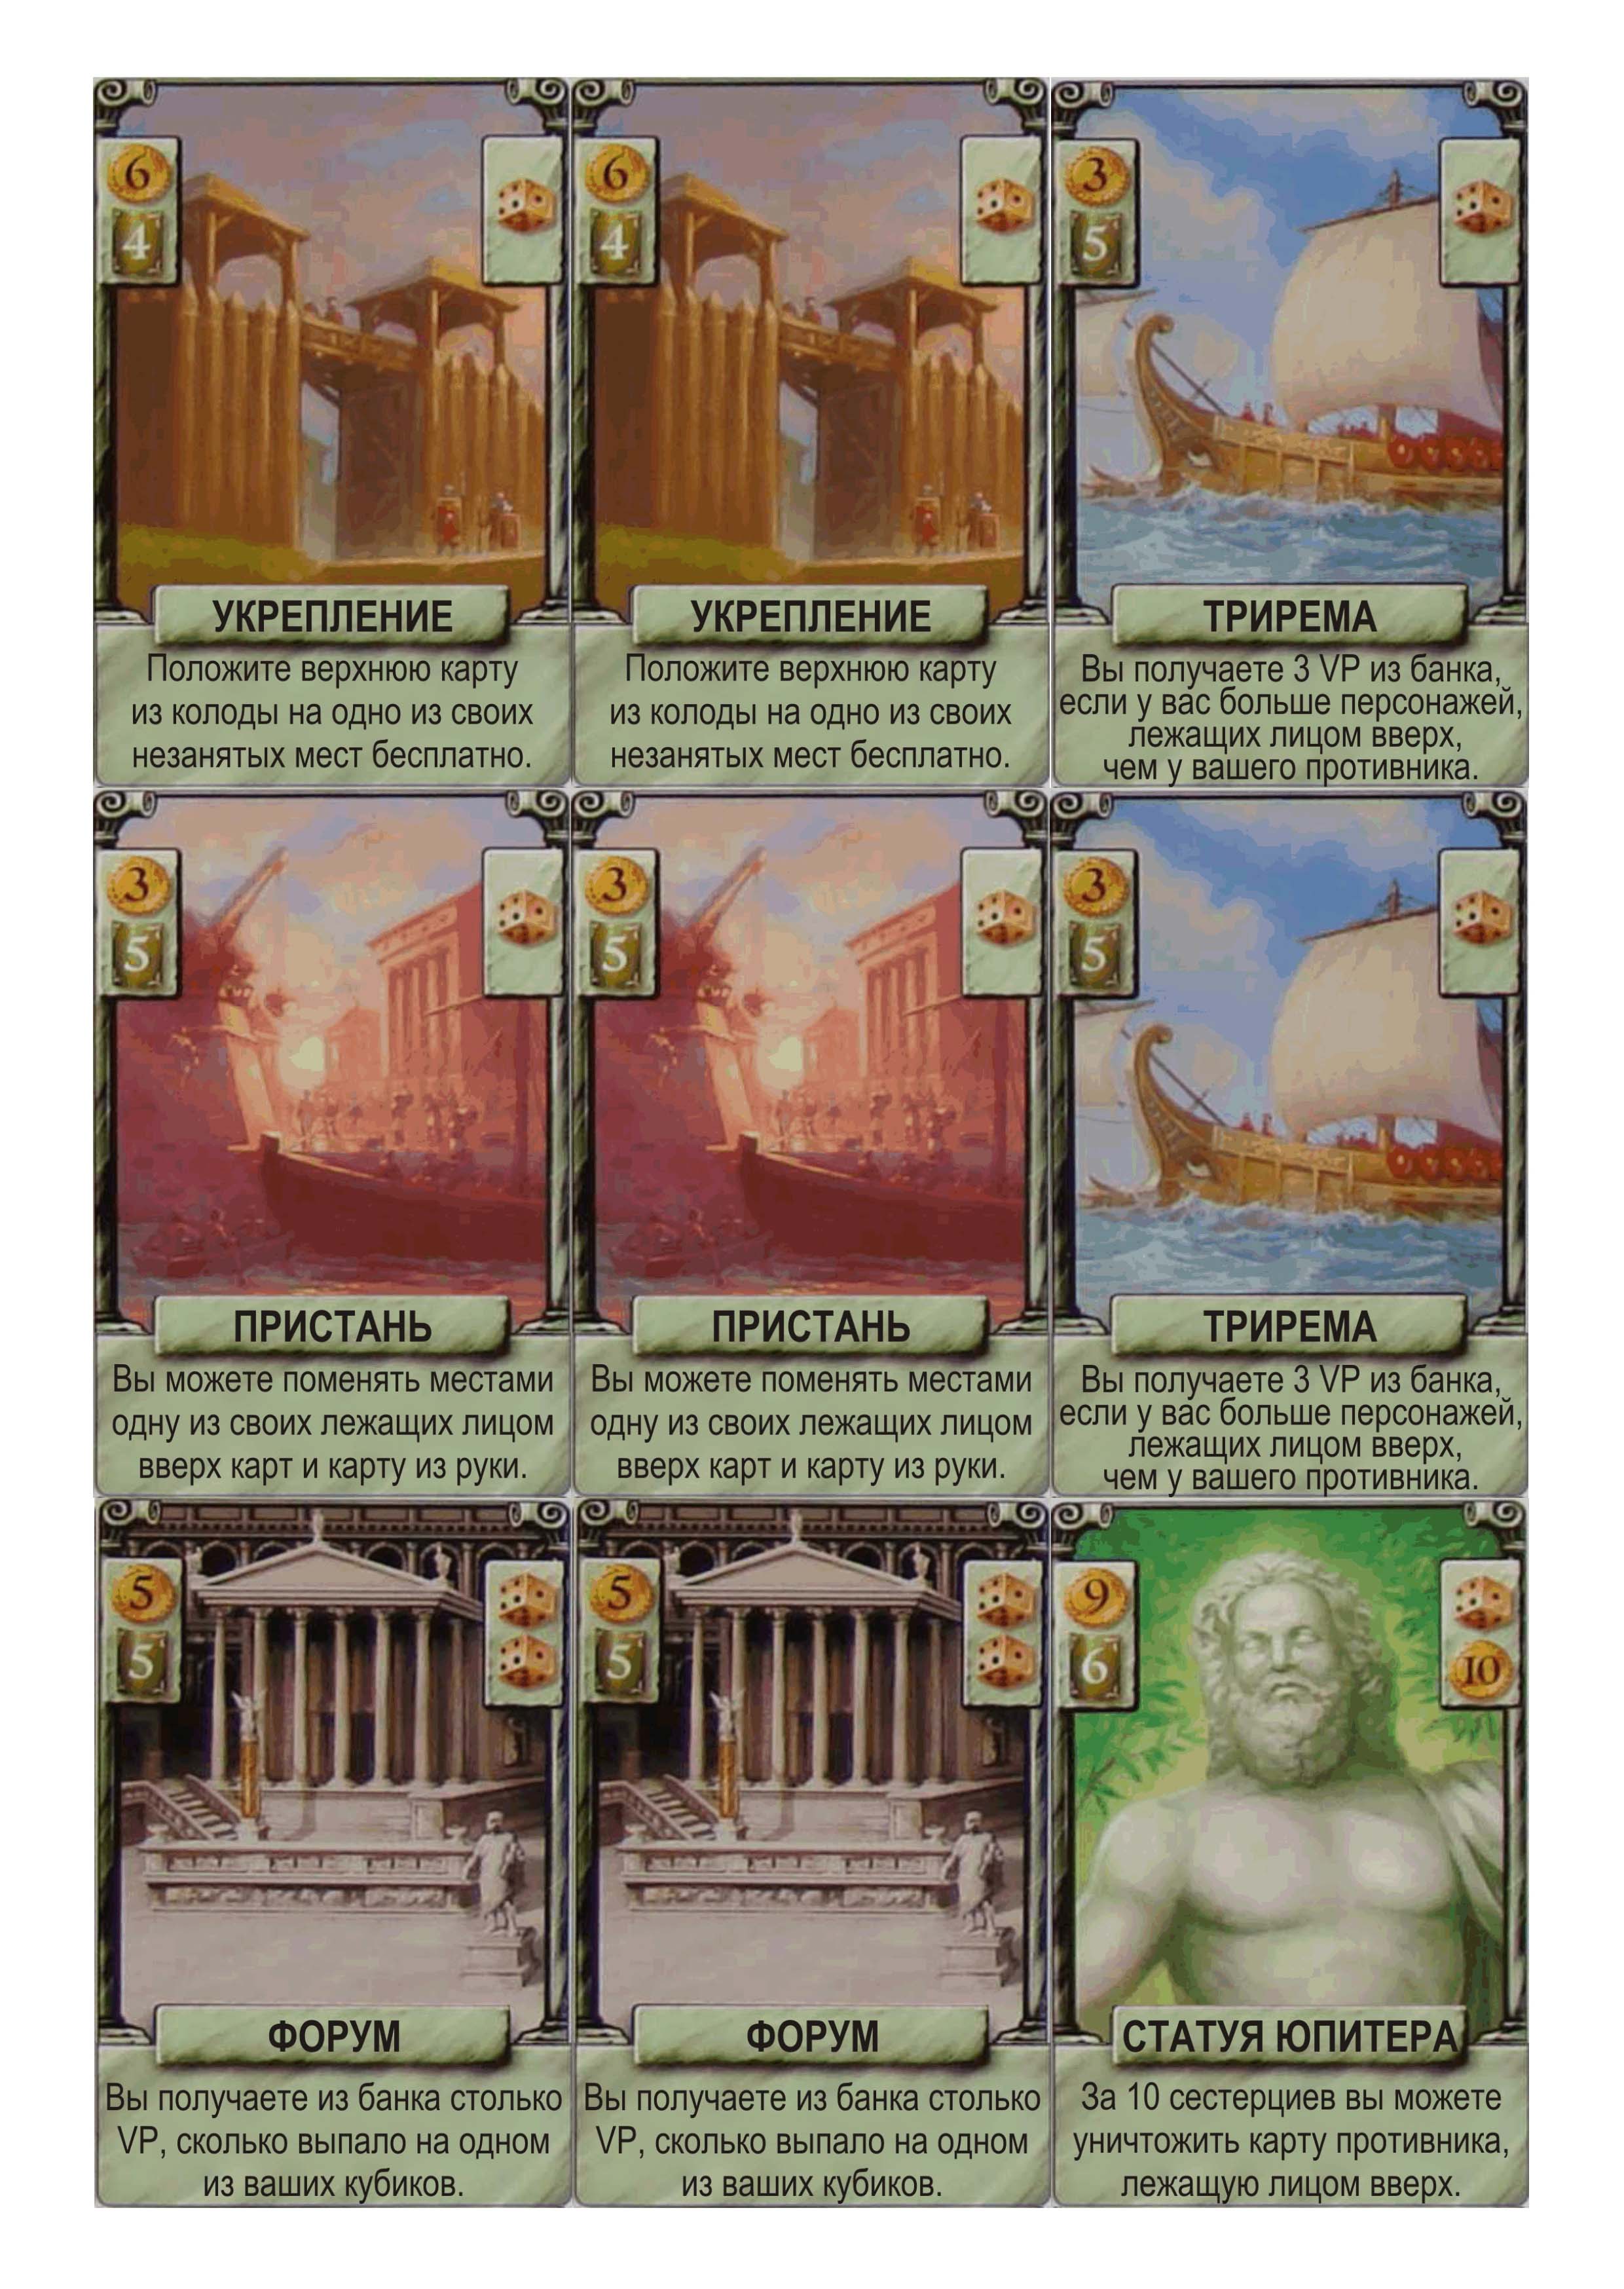 6
4
УКРЕПЛЕНИЕ
Положите верхнюю карту
из колоды на одно из своих
незанятых мест бесплатно.
6
4
УКРЕПЛЕНИЕ
Положите верхнюю карту
из колоды на одно из своих
незанятых мест бесплатно.
3
5
ТРИРЕМА
Вы получаете 3 VP из банка,
если у вас больше персонажей,
лежащих лицом вверх,
чем у вашего противника.
3
5
ПРИСТАНЬ
Вы можете поменять местами
одну из своих лежащих лицом
вверх карт и карту из руки.
3
5
ПРИСТАНЬ
Вы можете поменять местами
одну из своих лежащих лицом
вверх карт и карту из руки.
3
5
ТРИРЕМА
Вы получаете 3 VP из банка,
если у вас больше персонажей,
лежащих лицом вверх,
чем у вашего противника.
5
5
ФОРУМ
Вы получаете из банка столько
VP, сколько выпало на одном
из ваших кубиков.
5
5
ФОРУМ
Вы получаете из банка столько
VP, сколько выпало на одном
из ваших кубиков.
9
6
10
СТАТУЯ ЮПИТЕРА
За 10 сестерциев вы можете
уничтожить карту противника,
лежащую лицом вверх.